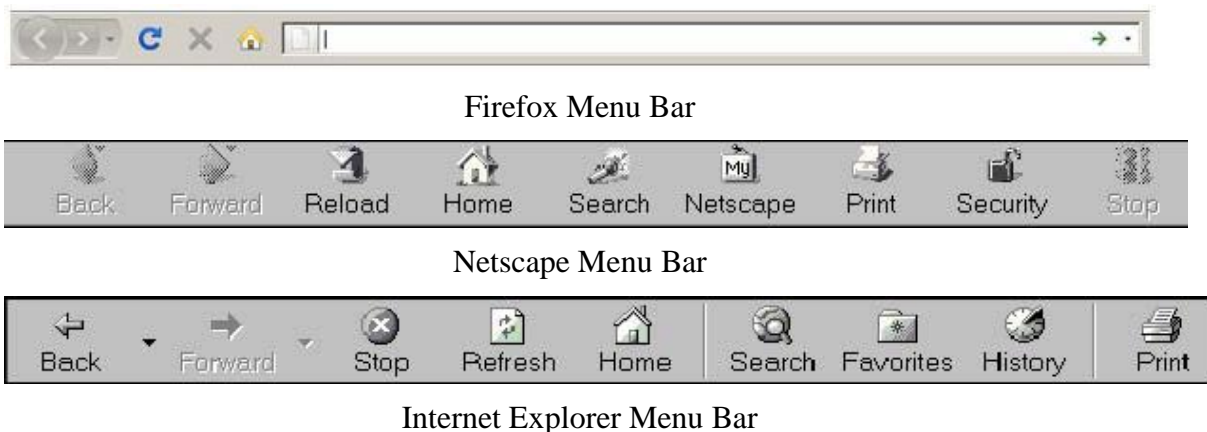 Firefox Menu Bar
Back Forward Reload Home Search My Netscape Print Security Stop
Netscape Menu Bar
Back Forward Stop Refresh Home Search Favorites History Print
Internet Explorer Menu Bar